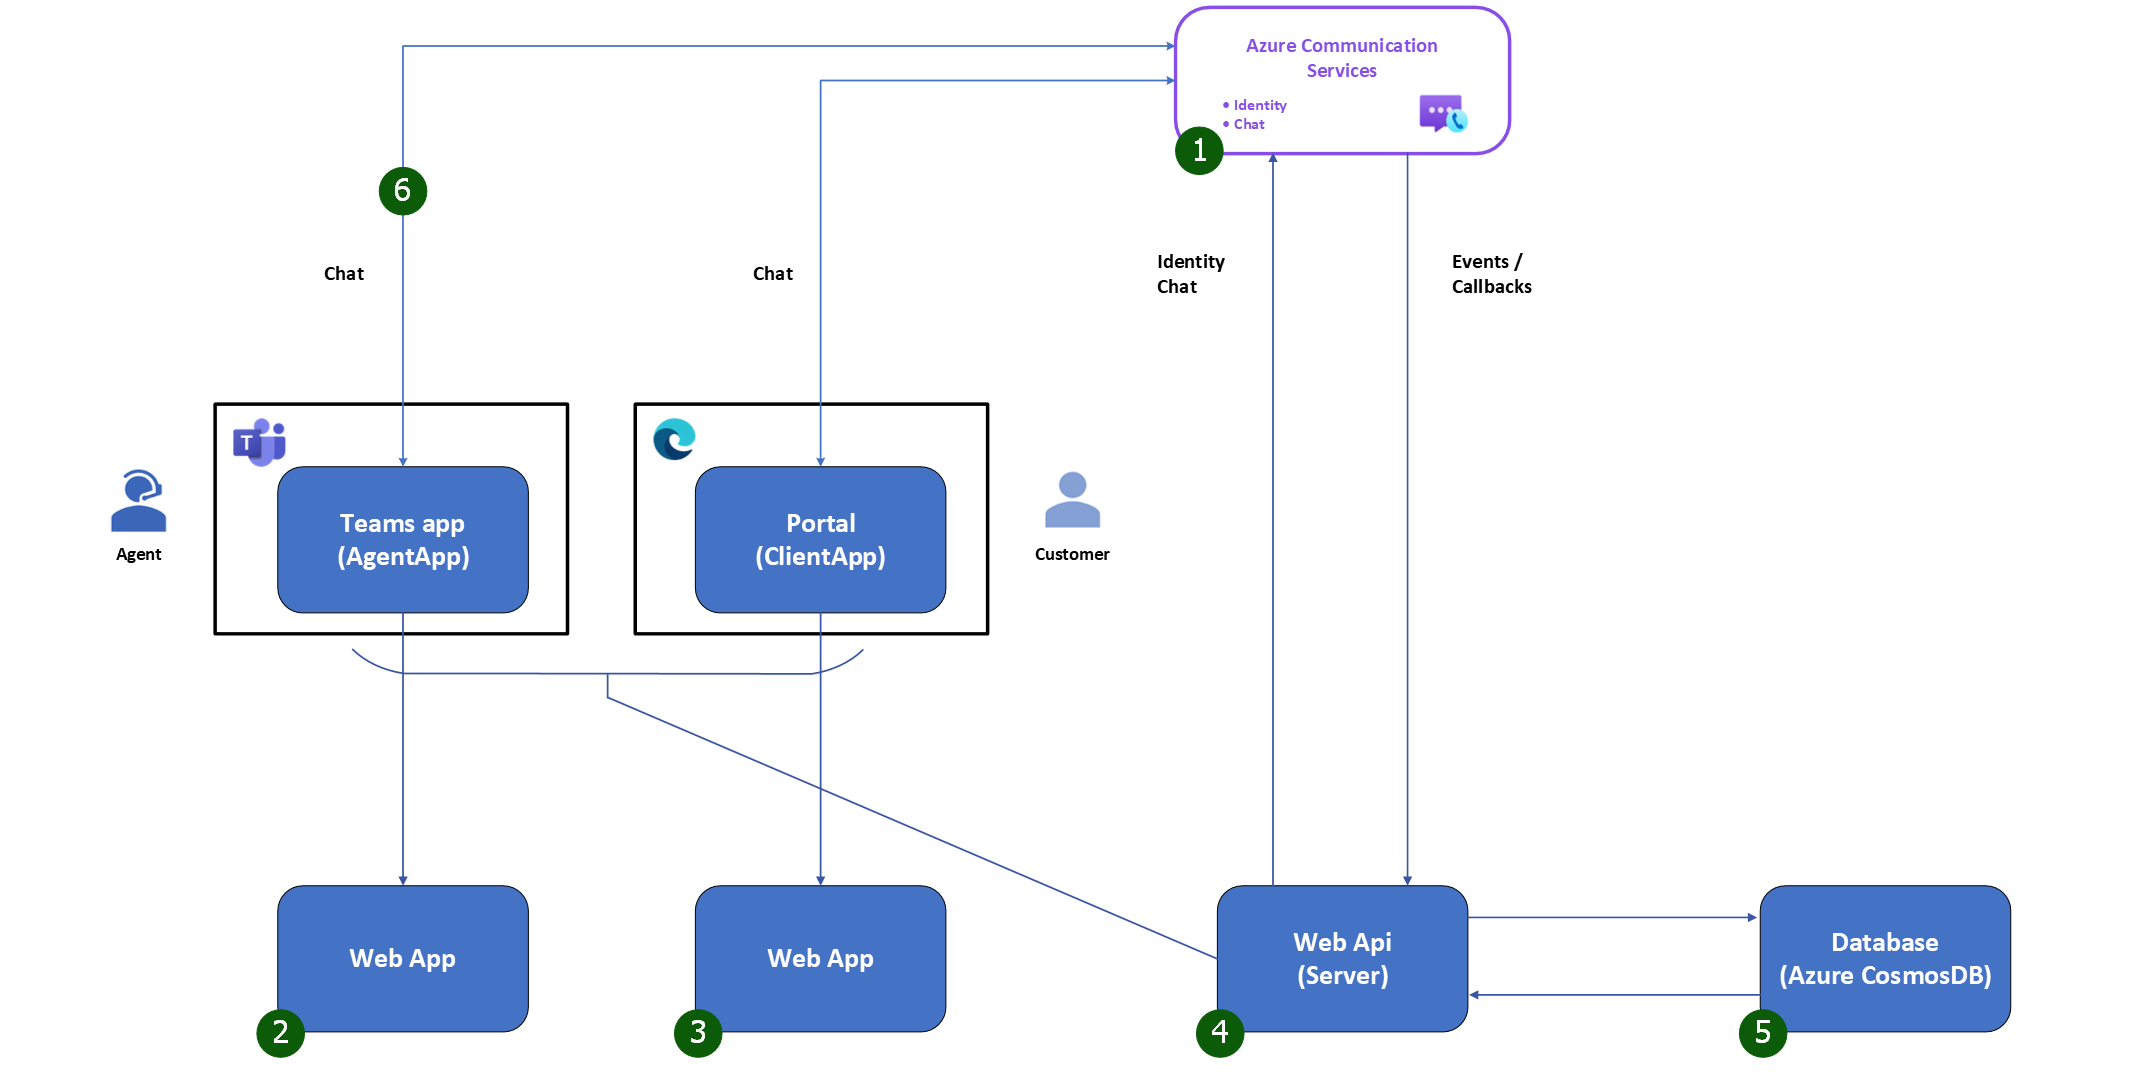 Azure Communication
Services
• Identity
• Chat
1
6
Chat
Chat
Identity
Chat
Events /
Callbacks
T
Agent
Teams app
(AgentApp)
Portal
(ClientApp)
Customer
Web App
2
Web App
3
Web Api
(Server)
4
Database
(Azure CosmosDB)
5